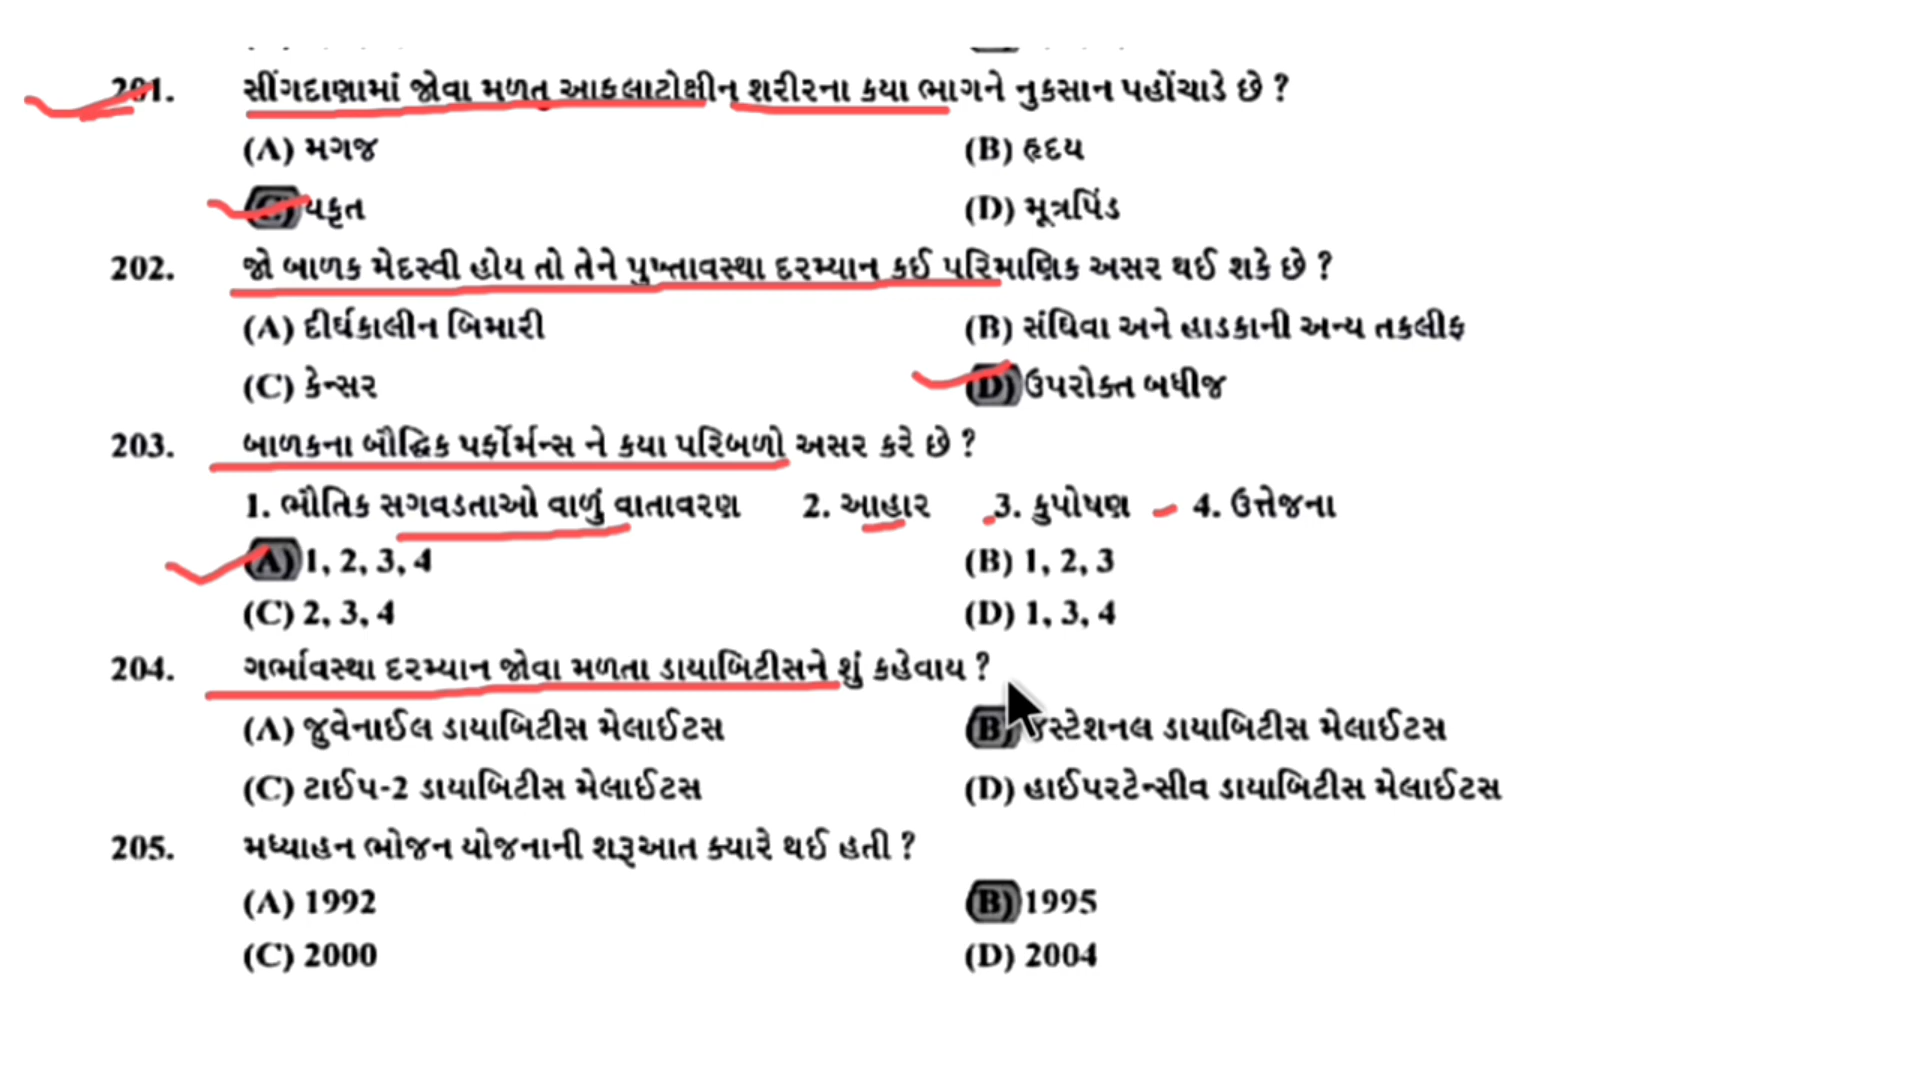 201. સીંગદાણામાં જોવા મળતુ આફલાટોક્ષીન શરીરના કયા ભાગને નુકસાન પહોંચાડે છે ?
(A) મગજ (B) હૃદય
(C) યકૃત (D) મૂત્રપિંડ
202. જો બાળક મેદસ્વી હોય તો તેને પુખ્તાવસ્થા દરમ્યાન કઈ પરિમાણિક અસર થઈ શકે છે ?
(A) દીર્ઘકાલીન બિમારી (B) સંધિવા અને હાડકાની અન્ય તકલીફ
(C) કેન્સર (D) ઉપરોક્ત બધીજ
203. બાળકના બૌદ્ધિક પર્ફોર્મન્સ ને કયા પરિબળો અસર કરે છે ?
1. ભૌતિક સગવડતાઓ વાળું વાતાવરણ 2. આહાર 3. કુપોષણ 4. ઉત્તેજના
(A) 1, 2, 3, 4 (B) 1, 2, 3
(C) 2, 3, 4 (D) 1, 3, 4
204. ગર્ભાવસ્થા દરમ્યાન જોવા મળતા ડાયાબિટીસને શું કહેવાય ?
(A) જુવેનાઈલ ડાયાબિટીસ મેલાઈટસ (B) જસ્ટેશનલ ડાયાબિટીસ મેલાઈટસ
(C) ટાઈપ-2 ડાયાબિટીસ મેલાઈટસ (D) હાઈપરટેન્સીવ ડાયાબિટીસ મેલાઈટસ
205. મધ્યાહન ભોજન યોજનાની શરૂઆત ક્યારે થઈ હતી ?
(A) 1992 (B) 1995
(C) 2000 (D) 2004